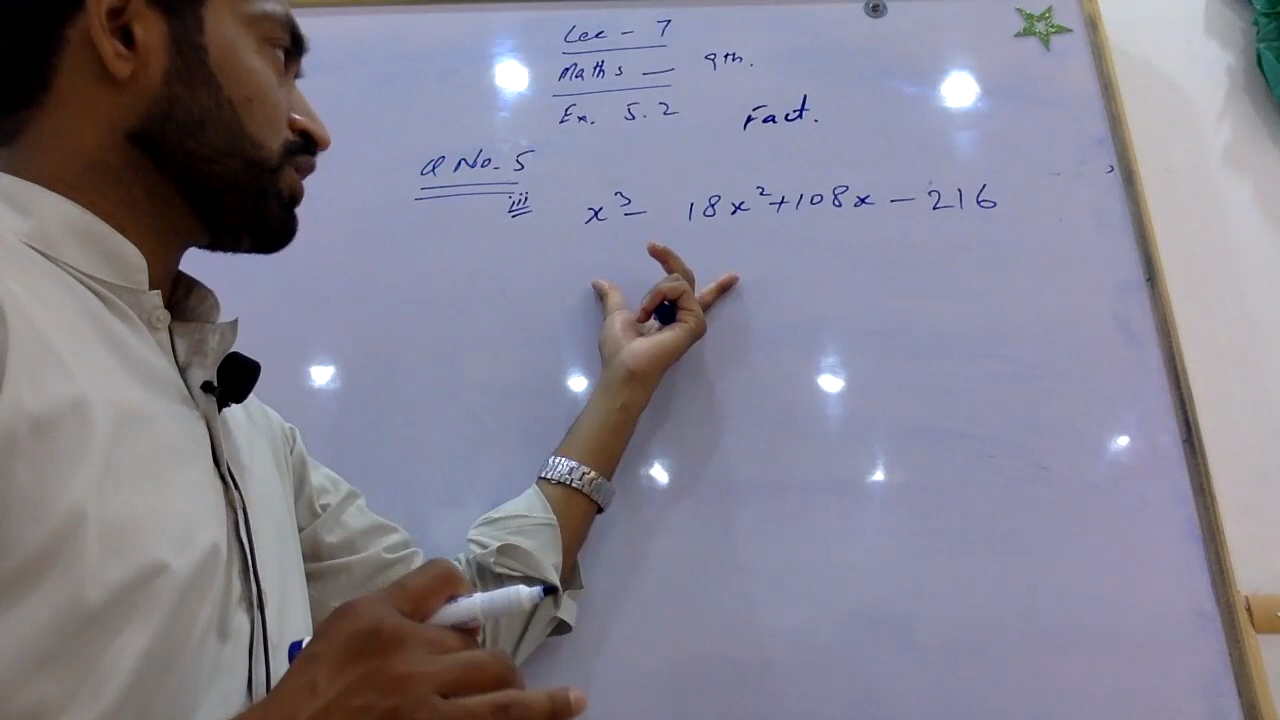 Lec - 7
Maths — 9th.
Ex. 5.2 Fact.
Q No. 5
iii x³ - 18x² + 108x - 216